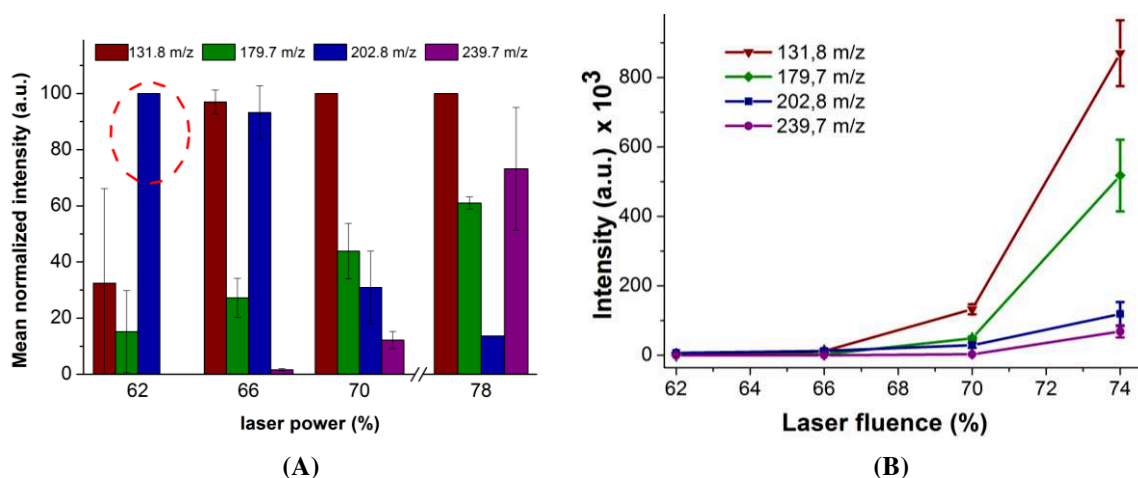 131.8 m/z 179.7 m/z 202.8 m/z 239.7 m/z
Mean normalized intensity (a.u.)
100
80
60
40
20
0
62 66 70 78
laser power (%)
(A)
131,8 m/z
179,7 m/z
202,8 m/z
239,7 m/z
Intensity (a.u.) x 10³
800
600
400
200
0
62 64 66 68 70 72 74
Laser fluence (%)
(B)